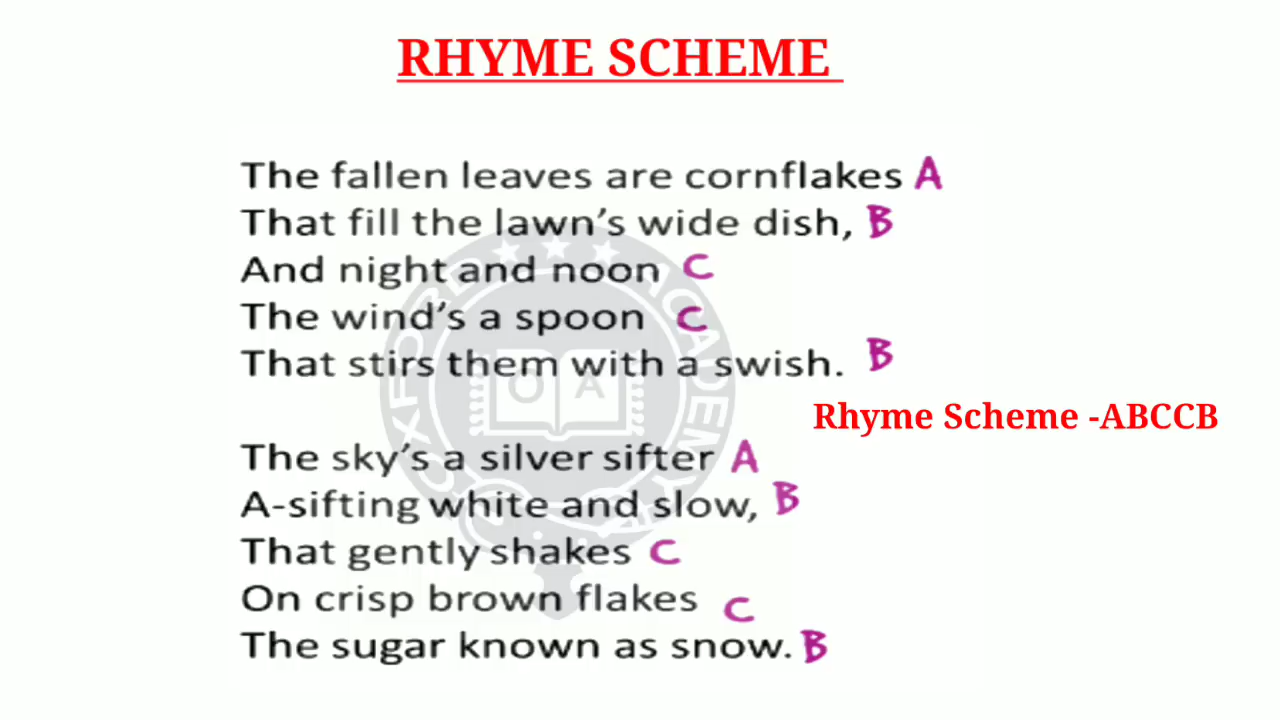 RHYME SCHEME
The fallen leaves are cornflakes A
That fill the lawn's wide dish, B
And night and noon C
The wind's a spoon C
That stirs them with a swish. B
Rhyme Scheme -ABCCB
The sky's a silver sifter A
A-sifting white and slow, B
That gently shakes C
On crisp brown flakes C
The sugar known as snow. B
OXFORD ACADEMY
O A